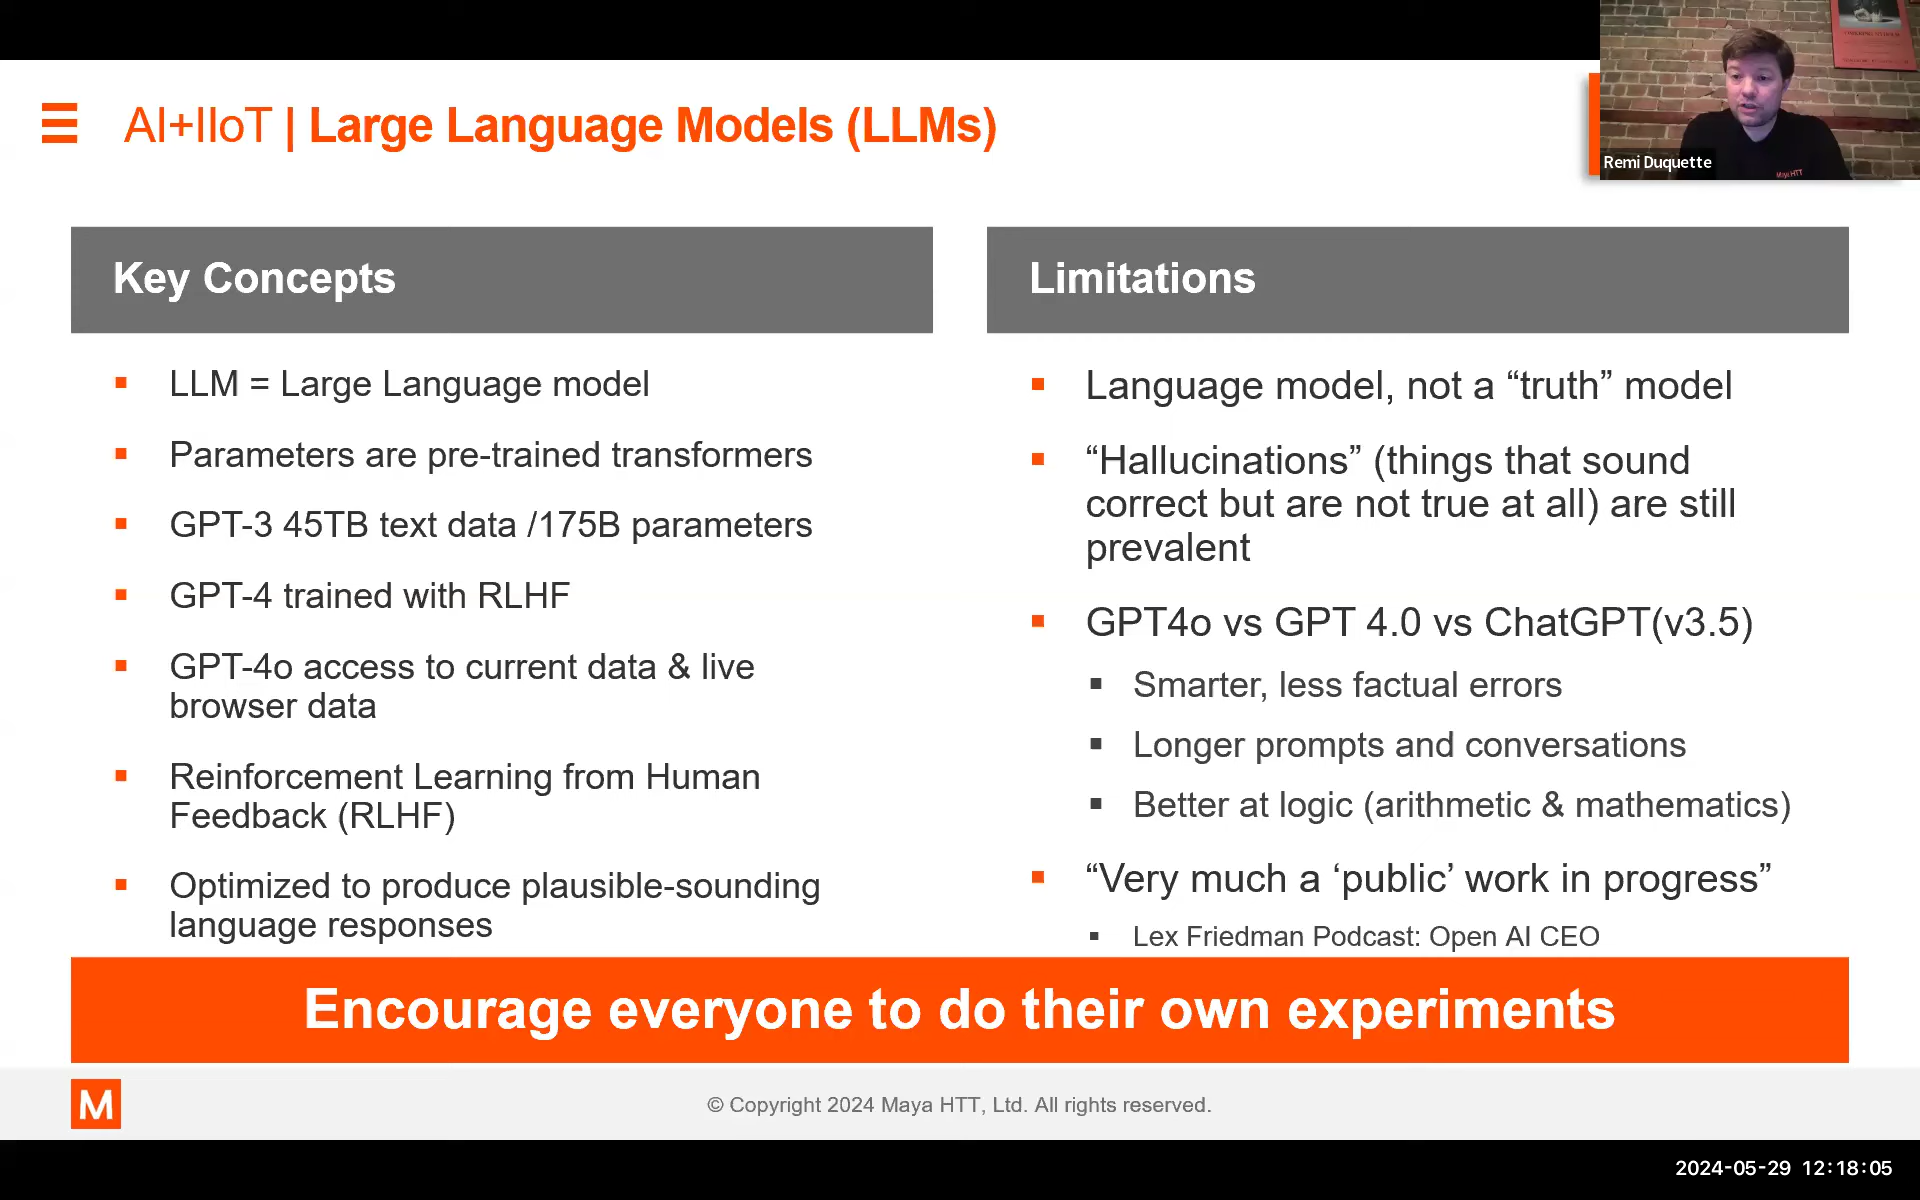 AI+IIoT | Large Language Models (LLMs)
Remi Duquette
Maya HTT
Key Concepts
LLM = Large Language model
Parameters are pre-trained transformers
GPT-3 45TB text data /175B parameters
GPT-4 trained with RLHF
GPT-4o access to current data & live
browser data
Reinforcement Learning from Human
Feedback (RLHF)
Optimized to produce plausible-sounding
language responses
Limitations
Language model, not a “truth” model
“Hallucinations” (things that sound
correct but are not true at all) are still
prevalent
GPT4o vs GPT 4.0 vs ChatGPT(v3.5)
Smarter, less factual errors
Longer prompts and conversations
Better at logic (arithmetic & mathematics)
“Very much a ‘public’ work in progress”
Lex Friedman Podcast: Open AI CEO
Encourage everyone to do their own experiments
M
© Copyright 2024 Maya HTT, Ltd. All rights reserved.
2024-05-29 12:18:05